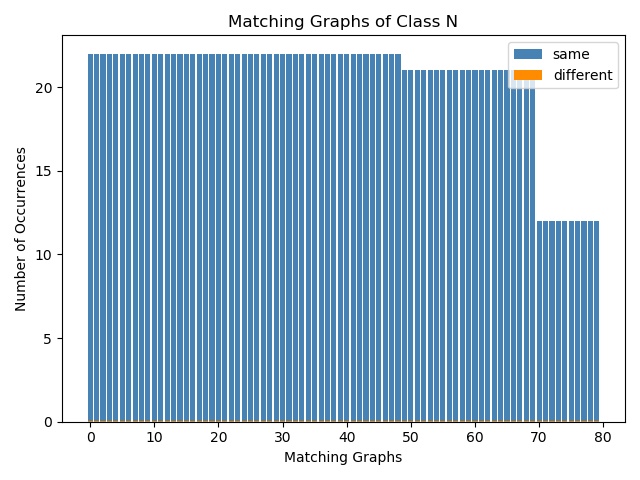 Matching Graphs of Class N
same
different
Number of Occurrences
20
15
10
5
0
0 10 20 30 40 50 60 70 80
Matching Graphs